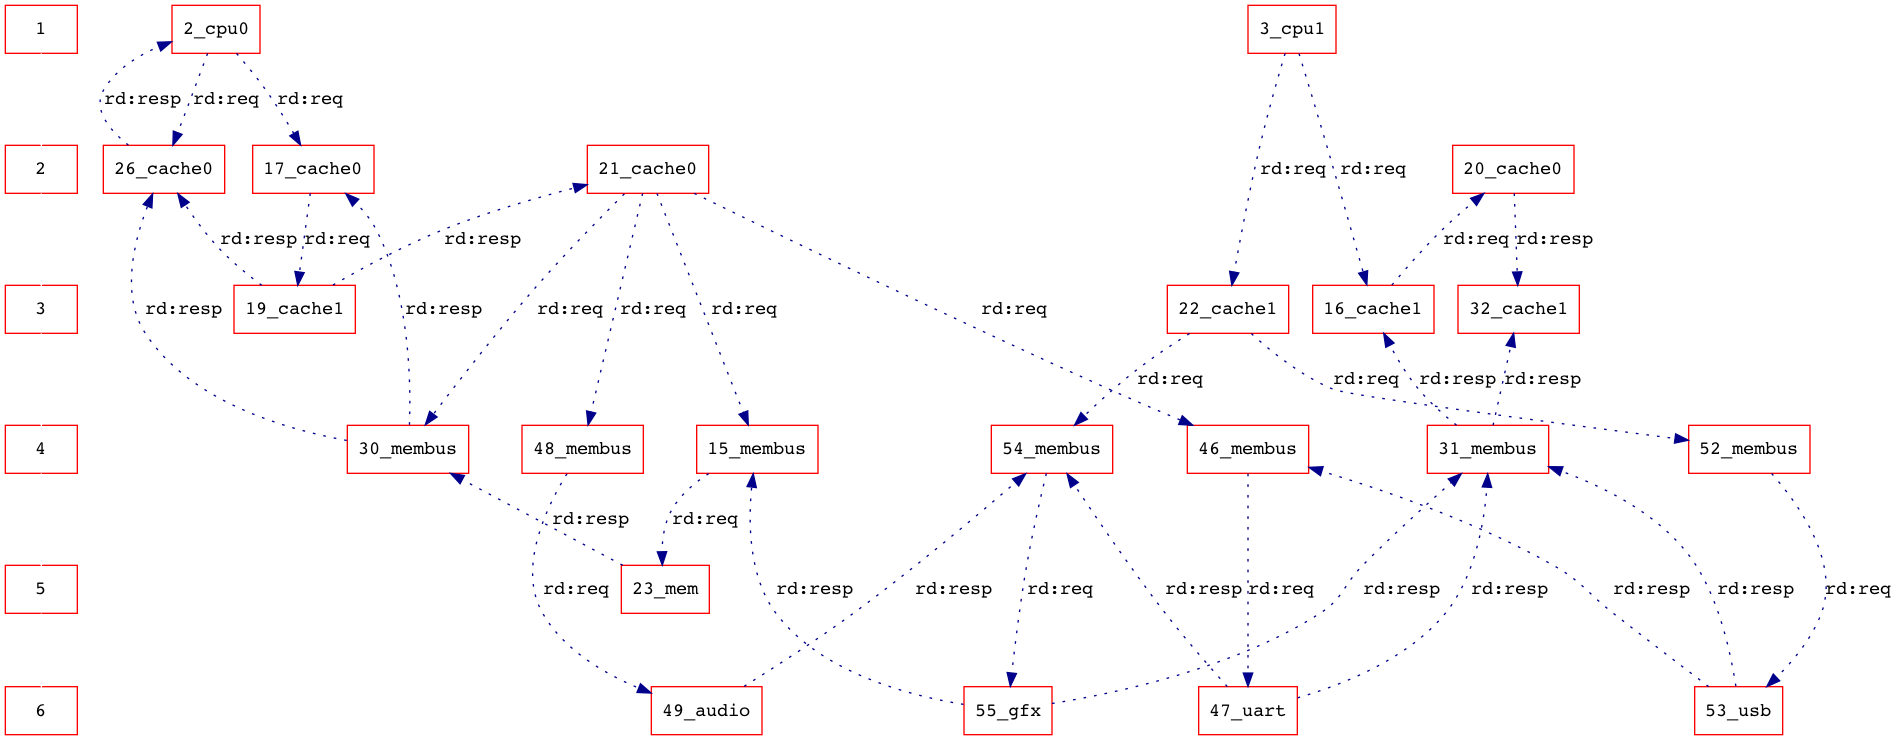 1 2_cpu0 3_cpu1
rd:resp rd:req rd:req
2 26_cache0 17_cache0 21_cache0 20_cache0
rd:req rd:req
rd:resp rd:req rd:resp rd:req rd:resp
3 19_cache1 22_cache1 16_cache1 32_cache1
rd:resp rd:resp rd:req rd:req rd:req rd:req
rd:req rd:req rd:resp rd:resp
4 30_membus 48_membus 15_membus 54_membus 46_membus 31_membus 52_membus
rd:resp rd:req
5 23_mem
rd:req rd:resp rd:resp rd:req rd:resp rd:req rd:resp rd:resp rd:resp rd:resp rd:req
6 49_audio 55_gfx 47_uart 53_usb